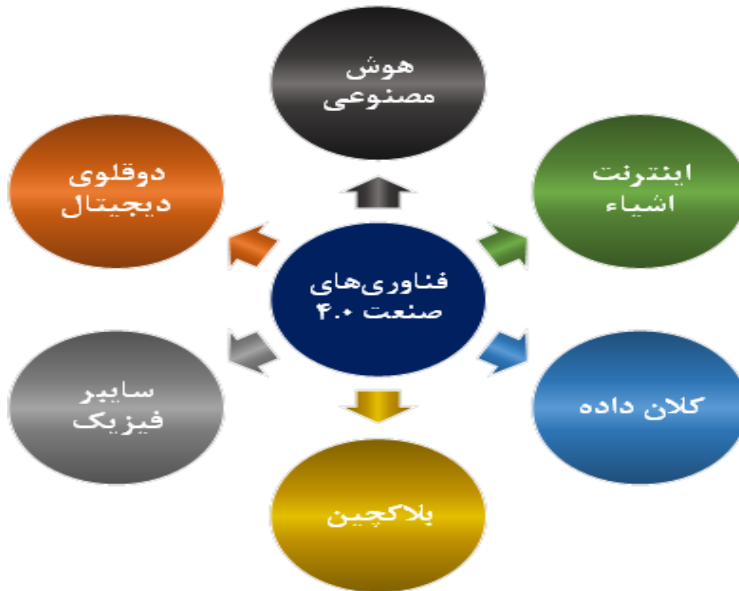 هوش
مصنوعی
اینترنت
اشیاء
دوقلوی
دیجیتال
فناوری‌های
صنعت ۴.۰
کلان داده
سایبر
فیزیک
بلاکچین